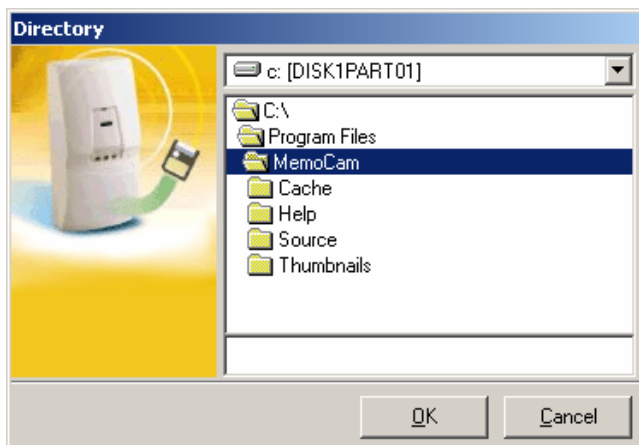 Directory
c: [DISK1PART01]
C:\
Program Files
MemoCam
Cache
Help
Source
Thumbnails
OK
Cancel